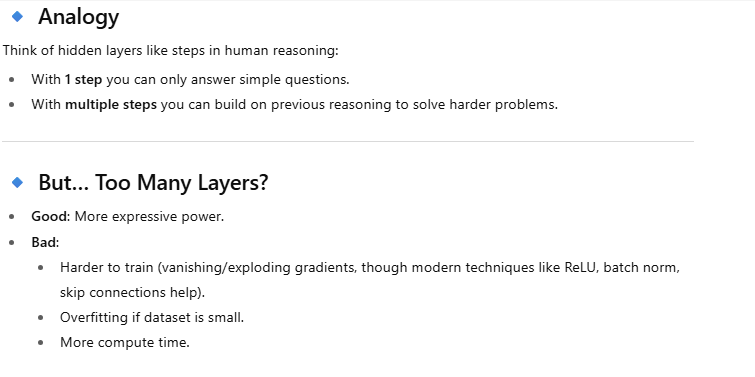 Analogy
Think of hidden layers like steps in human reasoning:
With 1 step you can only answer simple questions.
With multiple steps you can build on previous reasoning to solve harder problems.
But... Too Many Layers?
Good: More expressive power.
Bad:
Harder to train (vanishing/exploding gradients, though modern techniques like ReLU, batch norm,
skip connections help).
Overfitting if dataset is small.
More compute time.